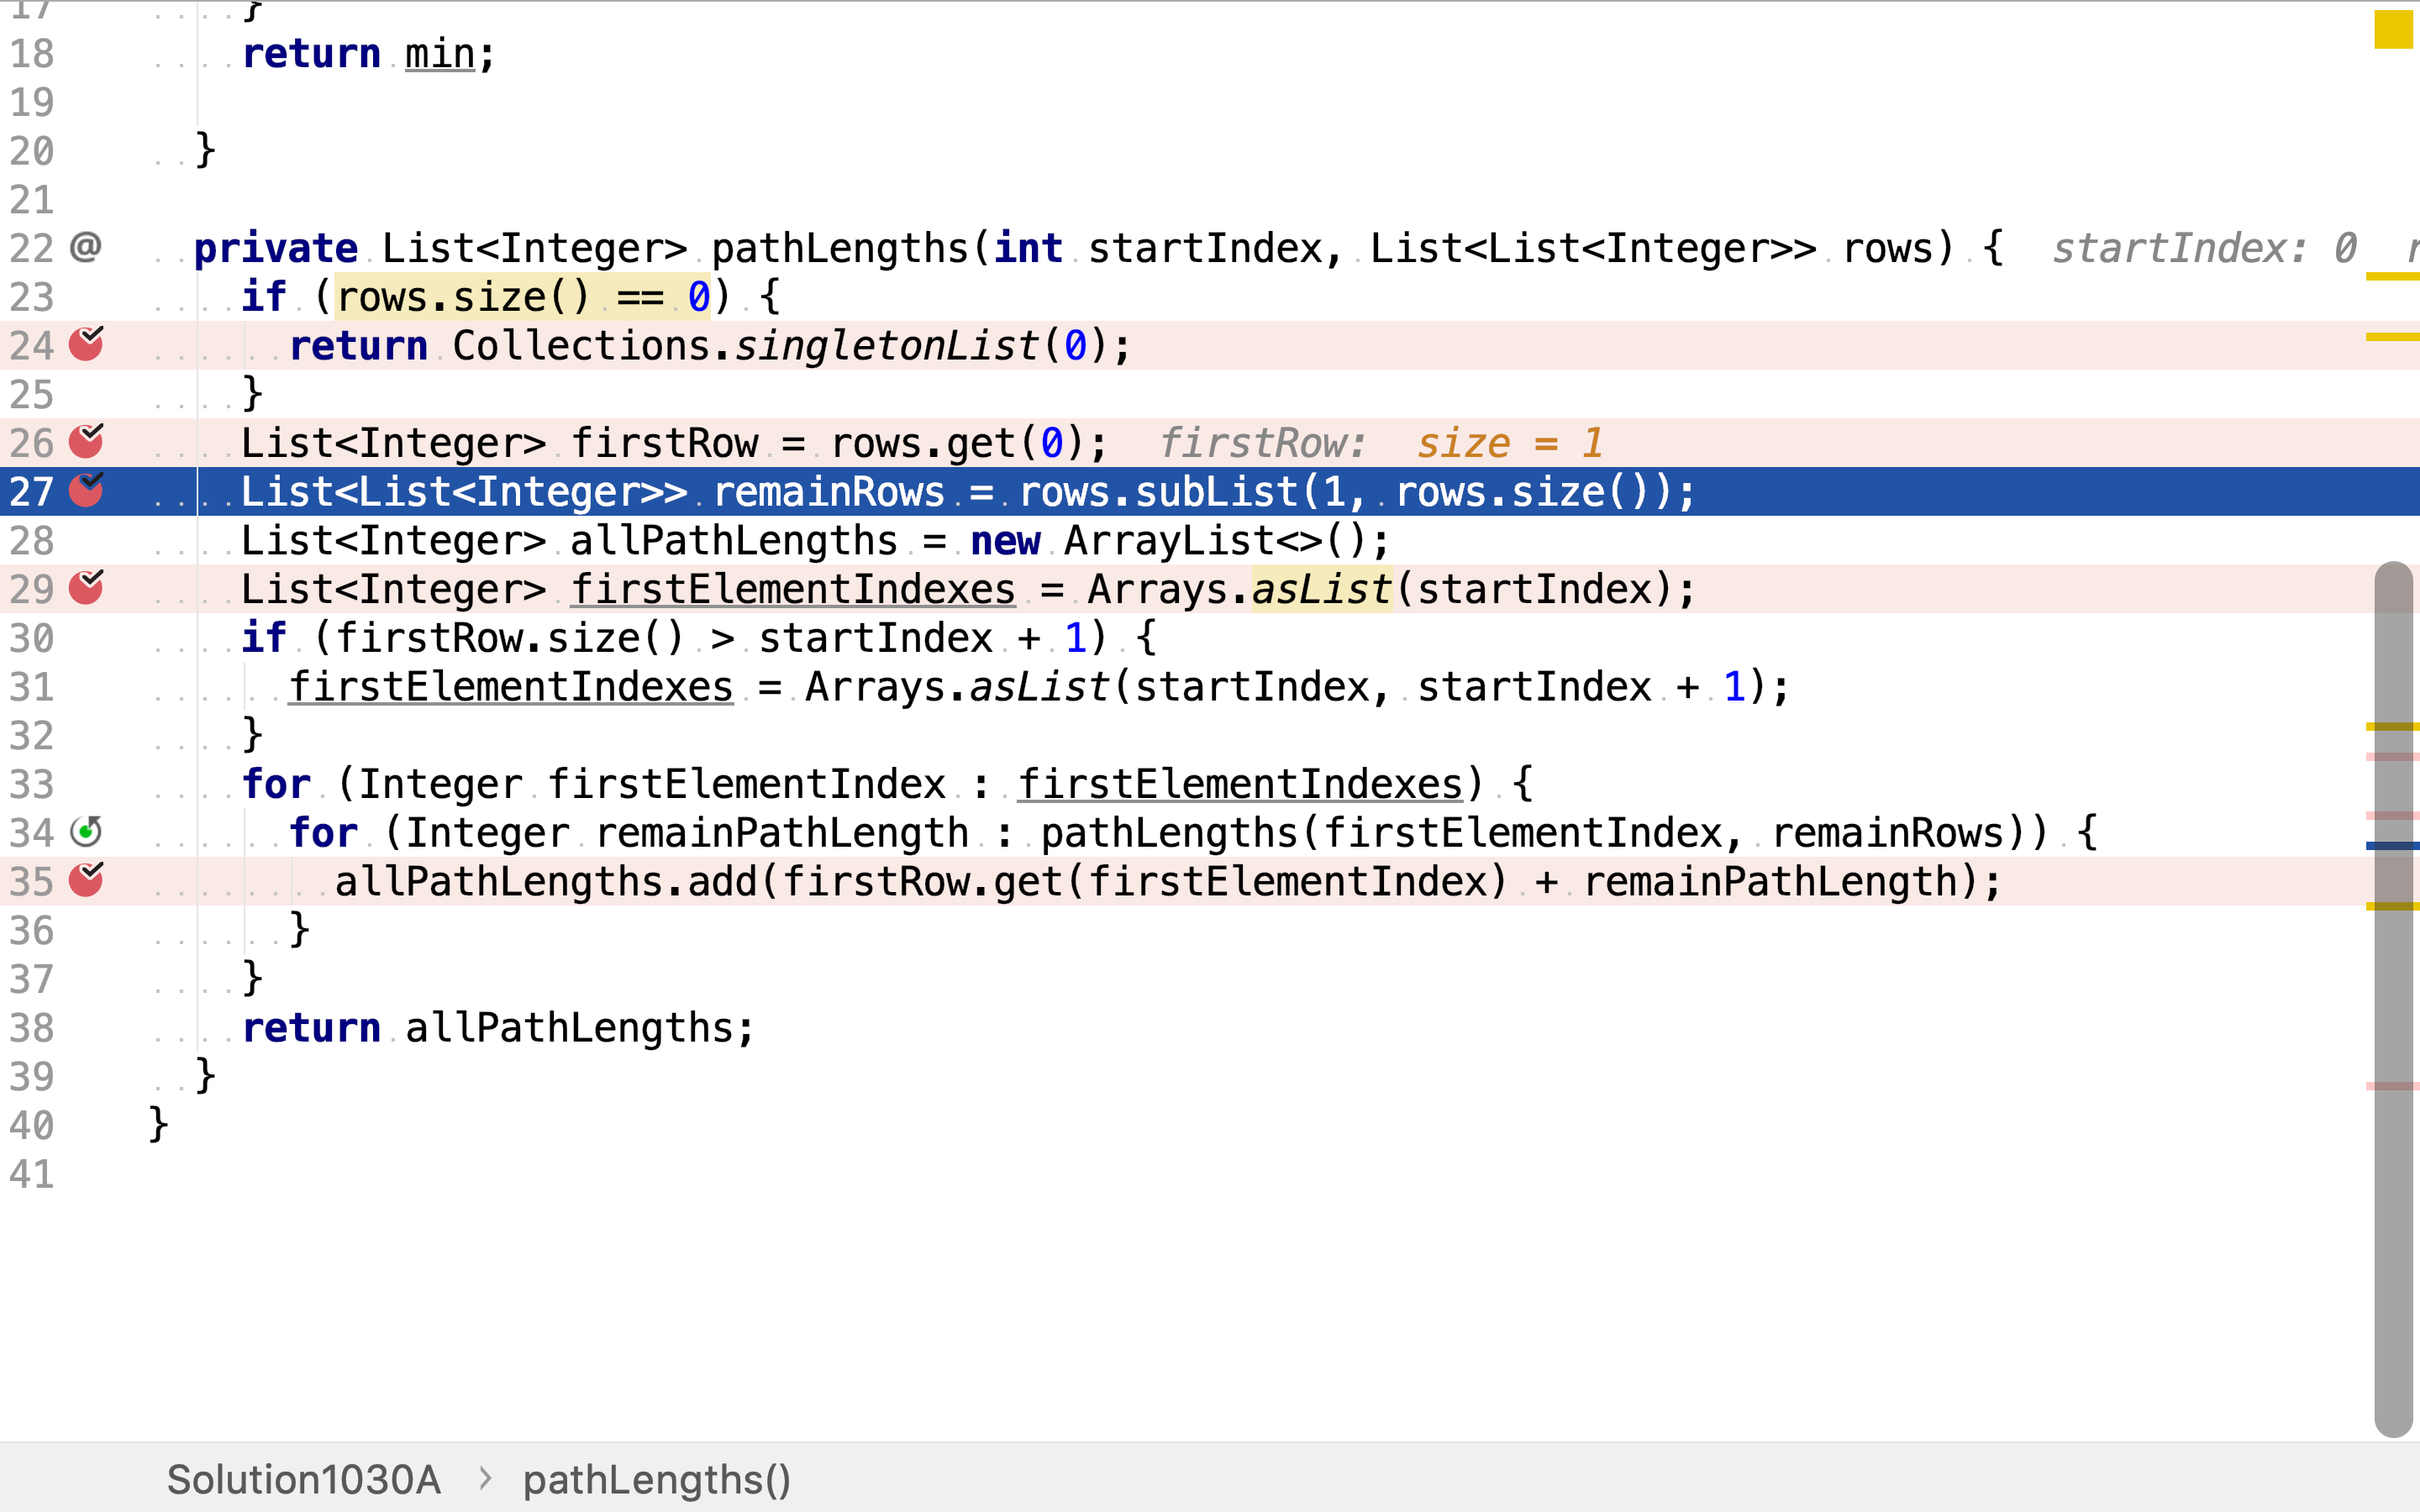 17 }
18 return min;
19
20 }
21
22 @ private List<Integer> pathLengths(int startIndex, List<List<Integer>> rows) { startIndex: 0
23 if (rows.size() == 0) {
24 return Collections.singletonList(0);
25 }
26 List<Integer> firstRow = rows.get(0); firstRow: size = 1
27 List<List<Integer>> remainRows = rows.subList(1, rows.size());
28 List<Integer> allPathLengths = new ArrayList<>();
29 List<Integer> firstElementIndexes = Arrays.asList(startIndex);
30 if (firstRow.size() > startIndex + 1) {
31 firstElementIndexes = Arrays.asList(startIndex, startIndex + 1);
32 }
33 for (Integer firstElementIndex : firstElementIndexes) {
34 for (Integer remainPathLength : pathLengths(firstElementIndex, remainRows)) {
35 allPathLengths.add(firstRow.get(firstElementIndex) + remainPathLength);
36 }
37 }
38 return allPathLengths;
39 }
40 }
41
Solution1030A > pathLengths()